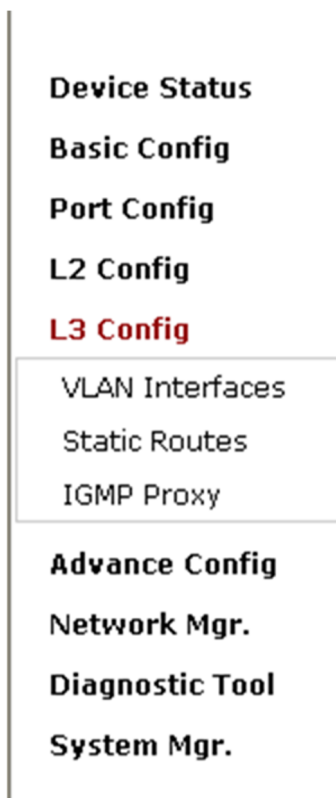 Device Status
Basic Config
Port Config
L2 Config
L3 Config
VLAN Interfaces
Static Routes
IGMP Proxy
Advance Config
Network Mgr.
Diagnostic Tool
System Mgr.